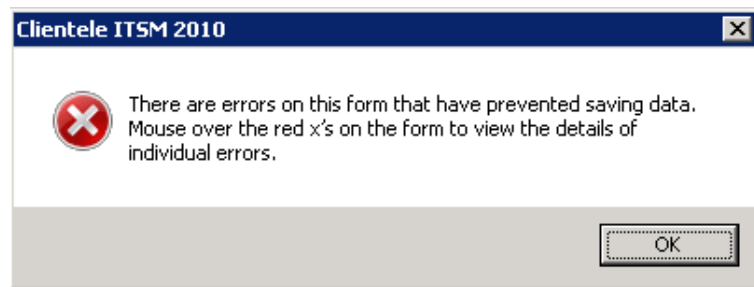 Clientele ITSM 2010
There are errors on this form that have prevented saving data.
Mouse over the red x's on the form to view the details of
individual errors.
OK